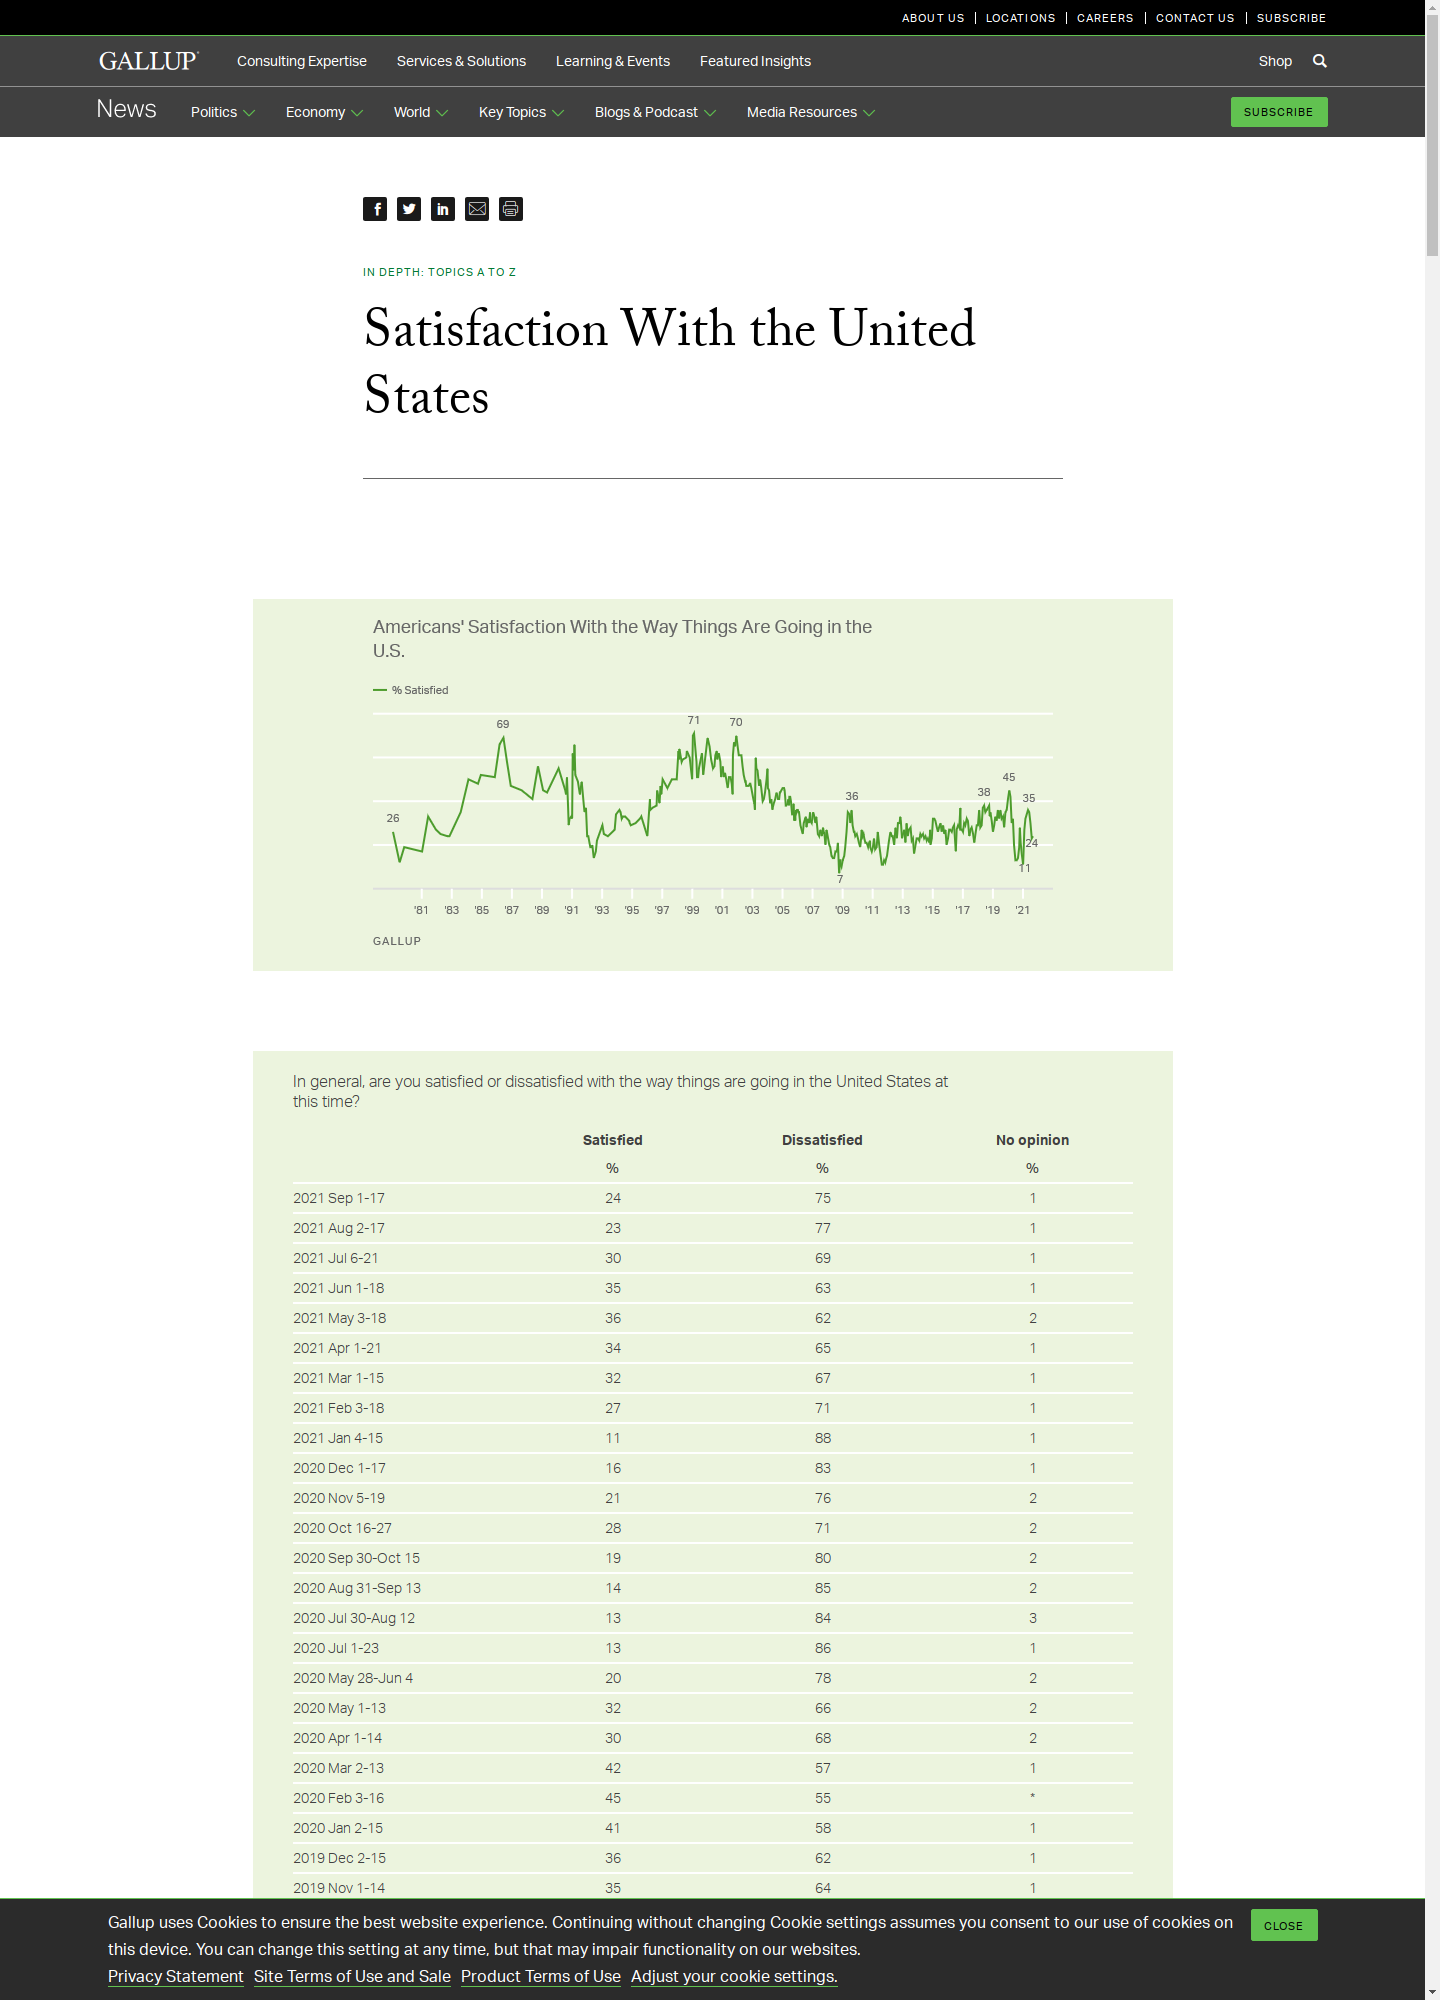 ABOUT US LOCATIONS CAREERS CONTACT US SUBSCRIBE
GALLUP Consulting Expertise Services & Solutions Learning & Events Featured Insights Shop
News Politics Economy World Key Topics Blogs & Podcast Media Resources SUBSCRIBE
IN DEPTH: TOPICS A TO Z
Satisfaction With the United
States
Americans' Satisfaction With the Way Things Are Going in the
U.S.
% Satisfied
69 71 70
45
26 36 38 35
24
7 11
'81 '83 '85 '87 '89 '91 '93 '95 '97 '99 '01 '03 '05 '07 '09 '11 '13 '15 '17 '19 '21
GALLUP
In general, are you satisfied or dissatisfied with the way things are going in the United States at
this time?
Satisfied Dissatisfied No opinion
% % %
2021 Sep 1-17 24 75 1
2021 Aug 2-17 23 77 1
2021 Jul 6-21 30 69 1
2021 Jun 1-18 35 63 1
2021 May 3-18 36 62 2
2021 Apr 1-21 34 65 1
2021 Mar 1-15 32 67 1
2021 Feb 3-18 27 71 1
2021 Jan 4-15 11 88 1
2020 Dec 1-17 16 83 1
2020 Nov 5-19 21 76 2
2020 Oct 16-27 28 71 2
2020 Sep 30-Oct 15 19 80 2
2020 Aug 31-Sep 13 14 85 2
2020 Jul 30-Aug 12 13 84 3
2020 Jul 1-23 13 86 1
2020 May 28-Jun 4 20 78 2
2020 May 1-13 32 66 2
2020 Apr 1-14 30 68 2
2020 Mar 2-13 42 57 1
2020 Feb 3-16 45 55 *
2020 Jan 2-15 41 58 1
2019 Dec 2-15 36 62 1
2019 Nov 1-14 35 64 1
Gallup uses Cookies to ensure the best website experience. Continuing without changing Cookie settings assumes you consent to our use of cookies on CLOSE
this device. You can change this setting at any time, but that may impair functionality on our websites.
Privacy Statement Site Terms of Use and Sale Product Terms of Use Adjust your cookie settings.